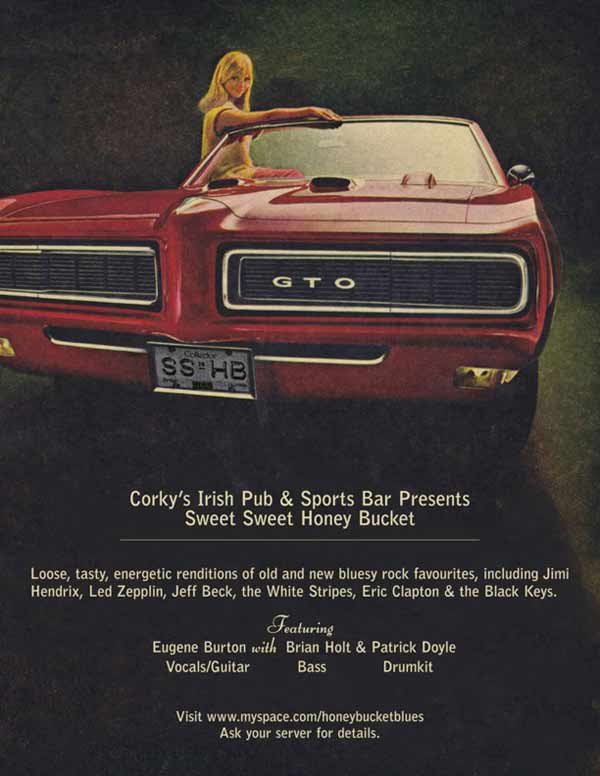 GTO
Collector
SS HB
Corky's Irish Pub & Sports Bar Presents
Sweet Sweet Honey Bucket
Loose, tasty, energetic renditions of old and new bluesy rock favourites, including Jimi
Hendrix, Led Zepplin, Jeff Beck, the White Stripes, Eric Clapton & the Black Keys.
Featuring
Eugene Burton with Brian Holt & Patrick Doyle
Vocals/Guitar Bass Drumkit
Visit www.myspace.com/honeybucketblues
Ask your server for details.